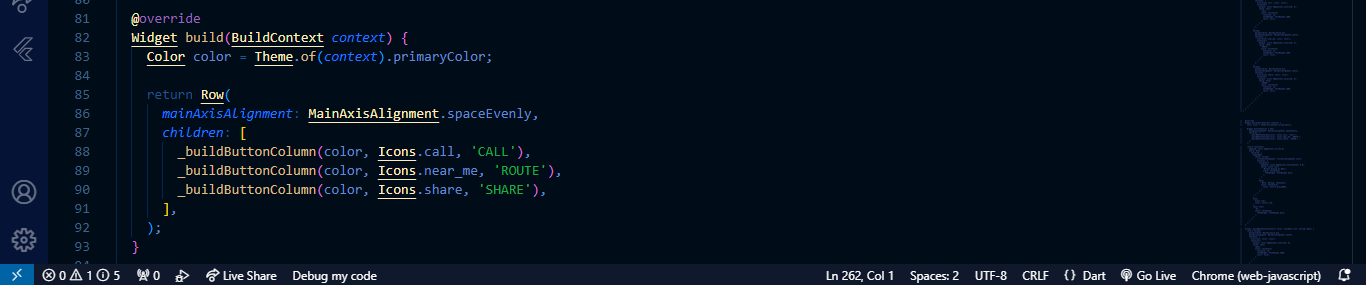 81 @override
82 Widget build(BuildContext context) {
83 Color color = Theme.of(context).primaryColor;
84
85 return Row(
86 mainAxisAlignment: MainAxisAlignment.spaceEvenly,
87 children: [
88 _buildButtonColumn(color, Icons.call, 'CALL'),
89 _buildButtonColumn(color, Icons.near_me, 'ROUTE'),
90 _buildButtonColumn(color, Icons.share, 'SHARE'),
91 ],
92 );
93 }
0 1 5 0 Live Share Debug my code Ln 262, Col 1 Spaces: 2 UTF-8 CRLF {} Dart Go Live Chrome (web-javascript)